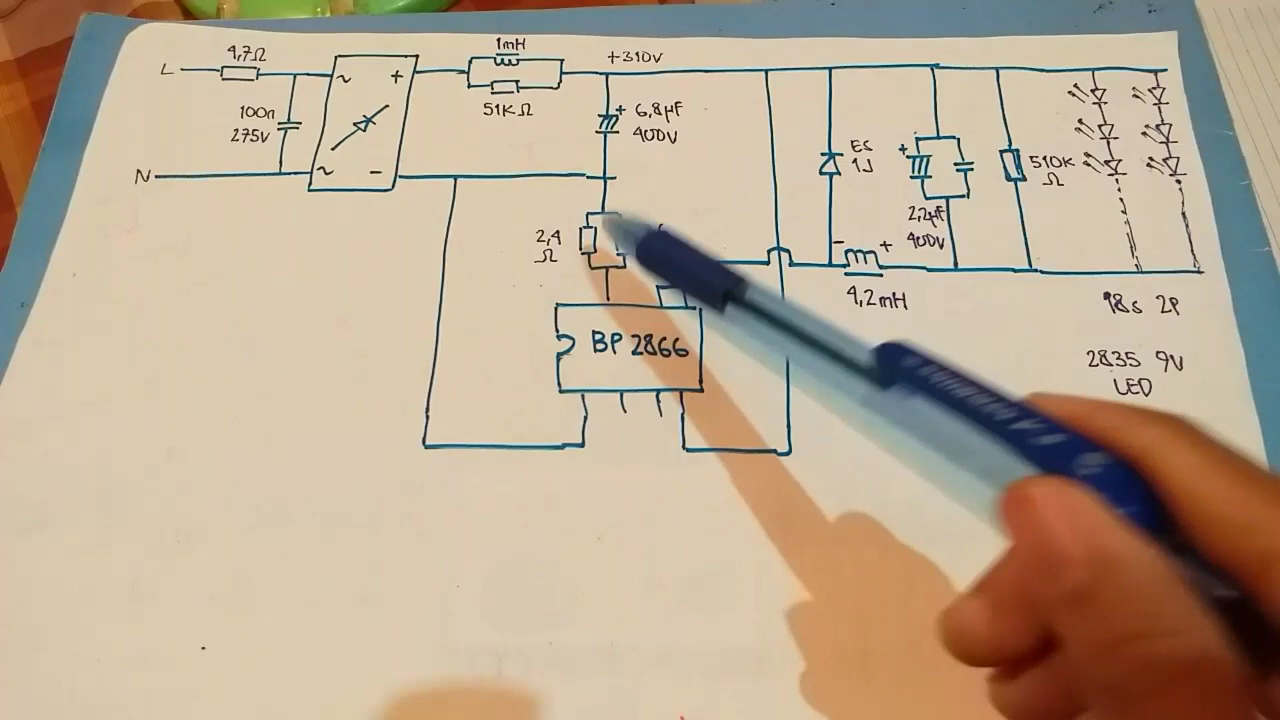 L
4,7Ω
100n
275V
N
~
~
+
-
1mH
51KΩ
+310V
+
6,8µF
400V
2,4
Ω
BP 2866
ES
1J
+
2,2µF
400V
510K
Ω
-
+
4,2mH
18s 2P
2835 9V
LED